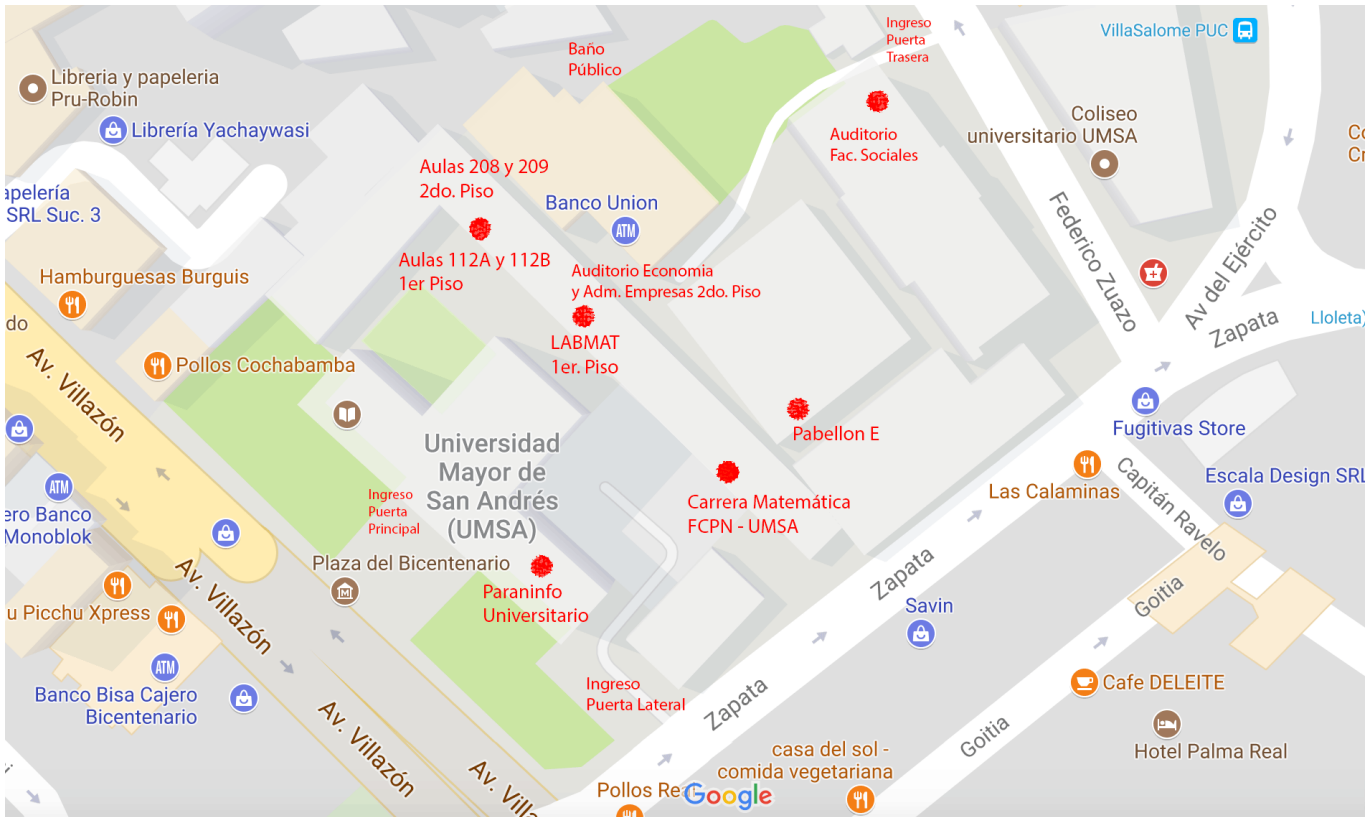 Ingreso
Puerta
Trasera
VillaSalome PUC
Baño
Público
Libreria y papeleria
Pru-Robin
Librería Yachaywasi
Coliseo
universitario UMSA
Auditorio
Fac. Sociales
Aulas 208 y 209
2do. Piso
apelería
SRL Suc. 3
Banco Union
ATM
Federico Zuazo
Av del Ejército
Aulas 112A y 112B
1er Piso
Auditorio Economia
y Adm. Empresas 2do. Piso
Hamburguesas Burguis
do
Zapata
Lloleta)
LABMAT
1er. Piso
Pollos Cochabamba
Av. Villazón
Pabellon E
Fugitivas Store
Universidad
Mayor de
San Andrés
(UMSA)
Ingreso
Puerta
Principal
Carrera Matemática
FCPN - UMSA
Las Calaminas
Capitán Ravelo
Escala Design SRL
ATM
ero Banco
Monoblok
Plaza del Bicentenario
Paraninfo
Universitario
Zapata
Goitia
Savin
u Picchu Xpress
Av. Villazón
ATM
Banco Bisa Cajero
Bicentenario
Ingreso
Puerta Lateral
Zapata
Cafe DELEITE
Goitia
Hotel Palma Real
Av. Villazón
Av. Villa
casa del sol -
comida vegetariana
Pollos Rea
Google